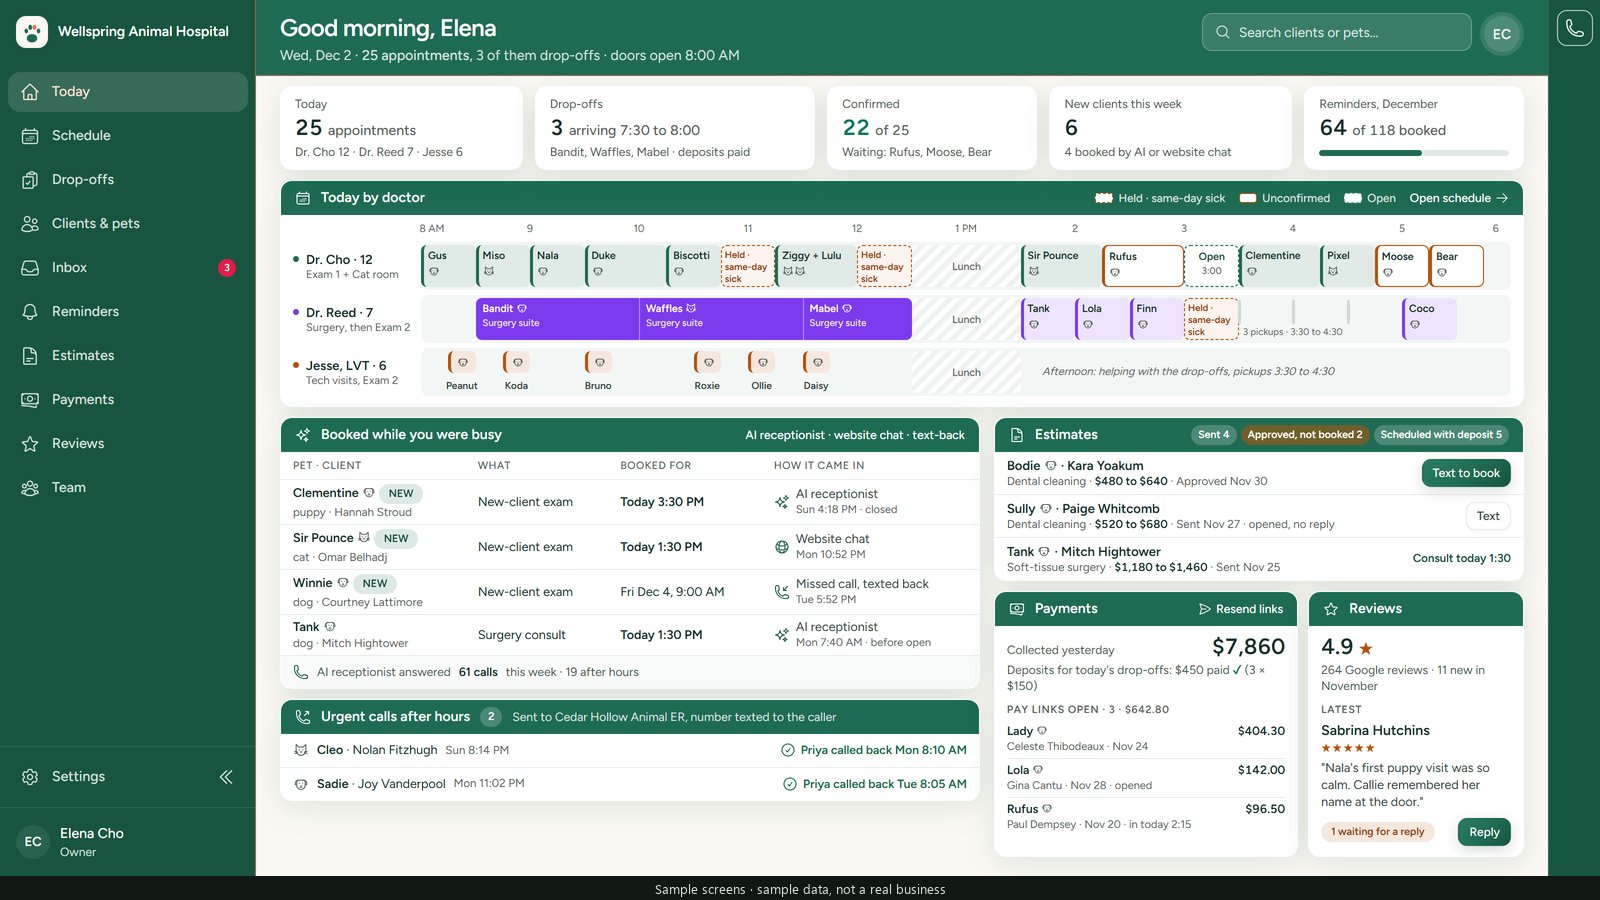 Wellspring Animal Hospital
Today
Schedule
Drop-offs
Clients & pets
Inbox
3
Reminders
Estimates
Payments
Reviews
Team
Settings
EC
Elena Cho
Owner
Good morning, Elena
Wed, Dec 2 · 25 appointments, 3 of them drop-offs · doors open 8:00 AM
Search clients or pets...
EC
Today
25 appointments
Dr. Cho 12 · Dr. Reed 7 · Jesse 6
Drop-offs
3 arriving 7:30 to 8:00
Bandit, Waffles, Mabel · deposits paid
Confirmed
22 of 25
Waiting: Rufus, Moose, Bear
New clients this week
6
4 booked by AI or website chat
Reminders, December
64 of 118 booked
Today by doctor
Held · same-day sick
Unconfirmed
Open
Open schedule →
8 AM 9 10 11 12 1 PM 2 3 4 5 6
Dr. Cho · 12
Exam 1 + Cat room
Gus
Miso
Nala
Duke
Biscotti
Held · same-day sick
Ziggy + Lulu
Held · same-day sick
Lunch
Sir Pounce
Rufus
Open
3:00
Clementine
Pixel
Moose
Bear
Dr. Reed · 7
Surgery, then Exam 2
Bandit
Surgery suite
Waffles
Surgery suite
Mabel
Surgery suite
Lunch
Tank
Lola
Finn
Held · same-day sick
3 pickups · 3:30 to 4:30
Coco
Jesse, LVT · 6
Tech visits, Exam 2
Peanut
Koda
Bruno
Roxie
Ollie
Daisy
Lunch
Afternoon: helping with the drop-offs, pickups 3:30 to 4:30
Booked while you were busy
AI receptionist · website chat · text-back
PET · CLIENT WHAT BOOKED FOR HOW IT CAME IN
Clementine NEW
puppy · Hannah Stroud
New-client exam
Today 3:30 PM
AI receptionist
Sun 4:18 PM · closed
Sir Pounce NEW
cat · Omar Belhadj
New-client exam
Today 1:30 PM
Website chat
Mon 10:52 PM
Winnie NEW
dog · Courtney Lattimore
New-client exam
Fri Dec 4, 9:00 AM
Missed call, texted back
Tue 5:52 PM
Tank
dog · Mitch Hightower
Surgery consult
Today 1:30 PM
AI receptionist
Mon 7:40 AM · before open
AI receptionist answered 61 calls this week · 19 after hours
Urgent calls after hours 2 Sent to Cedar Hollow Animal ER, number texted to the caller
Cleo · Nolan Fitzhugh Sun 8:14 PM
Priya called back Mon 8:10 AM
Sadie · Joy Vanderpool Mon 11:02 PM
Priya called back Tue 8:05 AM
Estimates
Sent 4
Approved, not booked 2
Scheduled with deposit 5
Bodie · Kara Yoakum
Dental cleaning · $480 to $640 · Approved Nov 30
Text to book
Sully · Paige Whitcomb
Dental cleaning · $520 to $680 · Sent Nov 27 · opened, no reply
Text
Tank · Mitch Hightower
Soft-tissue surgery · $1,180 to $1,460 · Sent Nov 25
Consult today 1:30
Payments
Resend links
Collected yesterday
$7,860
Deposits for today's drop-offs: $450 paid ✓ (3 ×
$150)
PAY LINKS OPEN · 3 · $642.80
Lady
$404.30
Celeste Thibodeaux · Nov 24
Lola
$142.00
Gina Cantu · Nov 28 · opened
Rufus
$96.50
Paul Dempsey · Nov 20 · in today 2:15
Reviews
4.9 ★
264 Google reviews · 11 new in
November
LATEST
Sabrina Hutchins
★★★★★
"Nala's first puppy visit was so
calm. Callie remembered her
name at the door."
1 waiting for a reply
Reply
Sample screens · sample data, not a real business